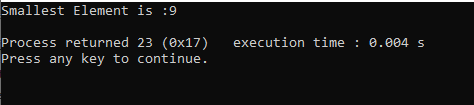 Smallest Element is :9
Process returned 23 (0x17)   execution time : 0.004 s
Press any key to continue.